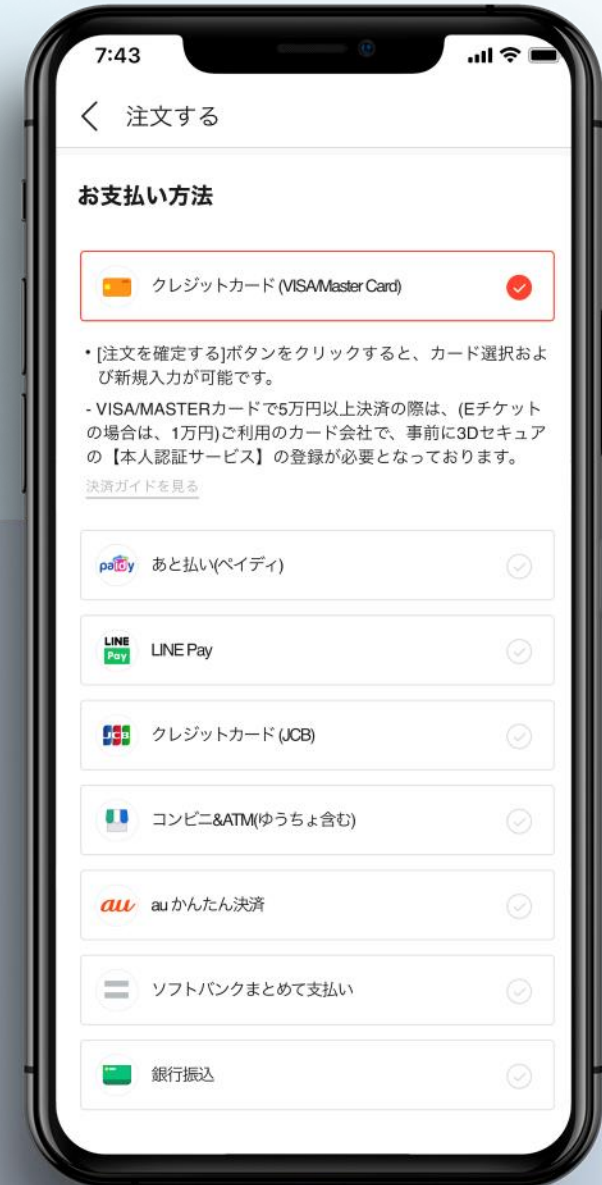 7:43
注文する
お支払い方法
クレジットカード (VISA/Master Card)
• [注文を確定する]ボタンをクリックすると、カード選択およ
び新規入力が可能です。
- VISA/MASTERカードで5万円以上決済の際は、(Eチケット
の場合は、1万円)ご利用のカード会社で、事前に3Dセキュア
の【本人認証サービス】の登録が必要となっております。
決済ガイドを見る
paidy あと払い(ペイディ)
LINE
Pay
LINE Pay
JCB クレジットカード (JCB)
コンビニ&ATM(ゆうちょ含む)
au au かんたん決済
ソフトバンクまとめて支払い
銀行振込